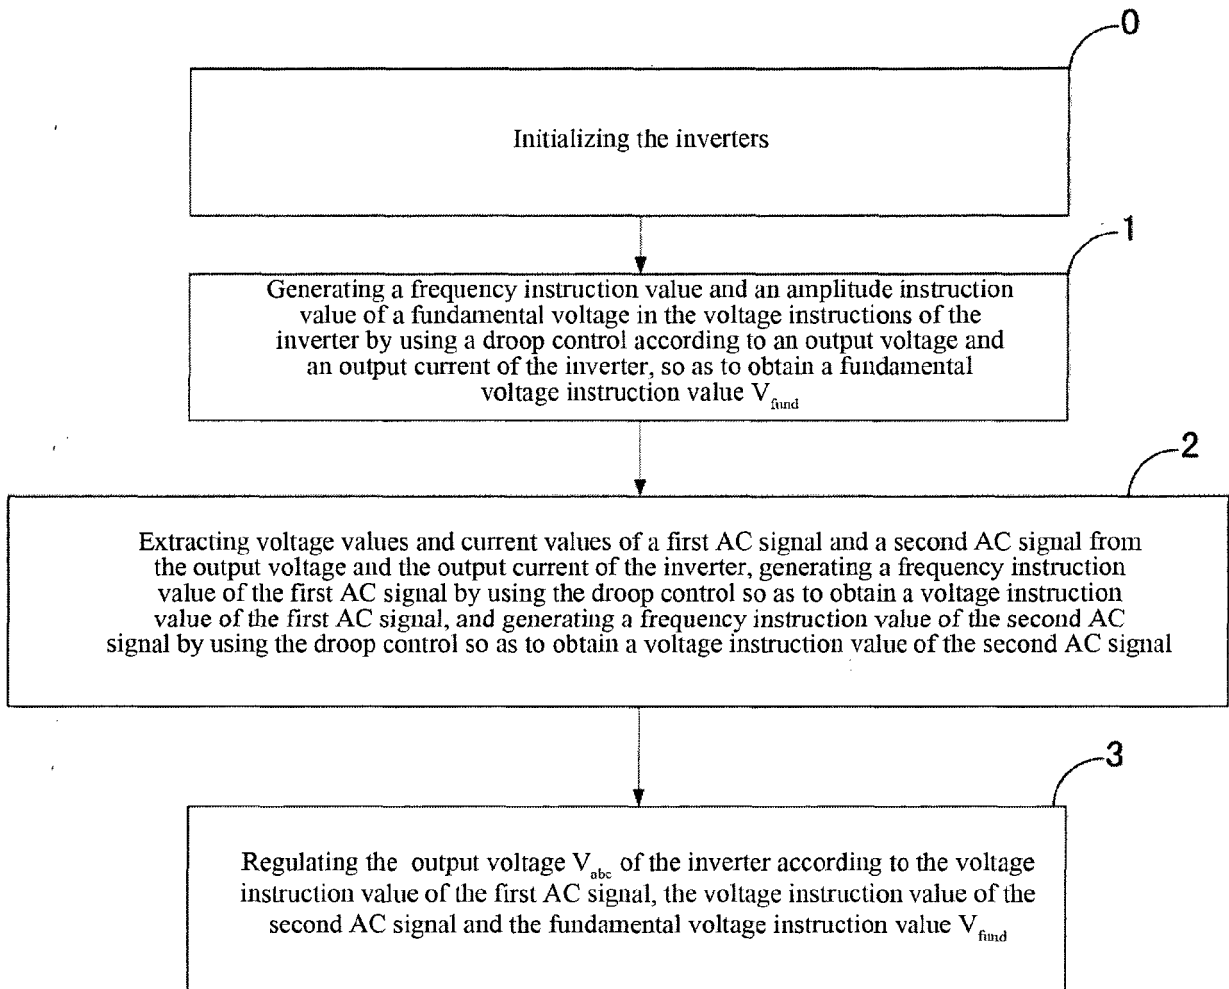 0
Initializing the inverters
1
Generating a frequency instruction value and an amplitude instruction
value of a fundamental voltage in the voltage instructions of the
inverter by using a droop control according to an output voltage and
an output current of the inverter, so as to obtain a fundamental
voltage instruction value V_fund
2
Extracting voltage values and current values of a first AC signal and a second AC signal from
the output voltage and the output current of the inverter, generating a frequency instruction
value of the first AC signal by using the droop control so as to obtain a voltage instruction
value of the first AC signal, and generating a frequency instruction value of the second AC
signal by using the droop control so as to obtain a voltage instruction value of the second AC signal
3
Regulating the output voltage V_abc of the inverter according to the voltage
instruction value of the first AC signal, the voltage instruction value of the
second AC signal and the fundamental voltage instruction value V_fund